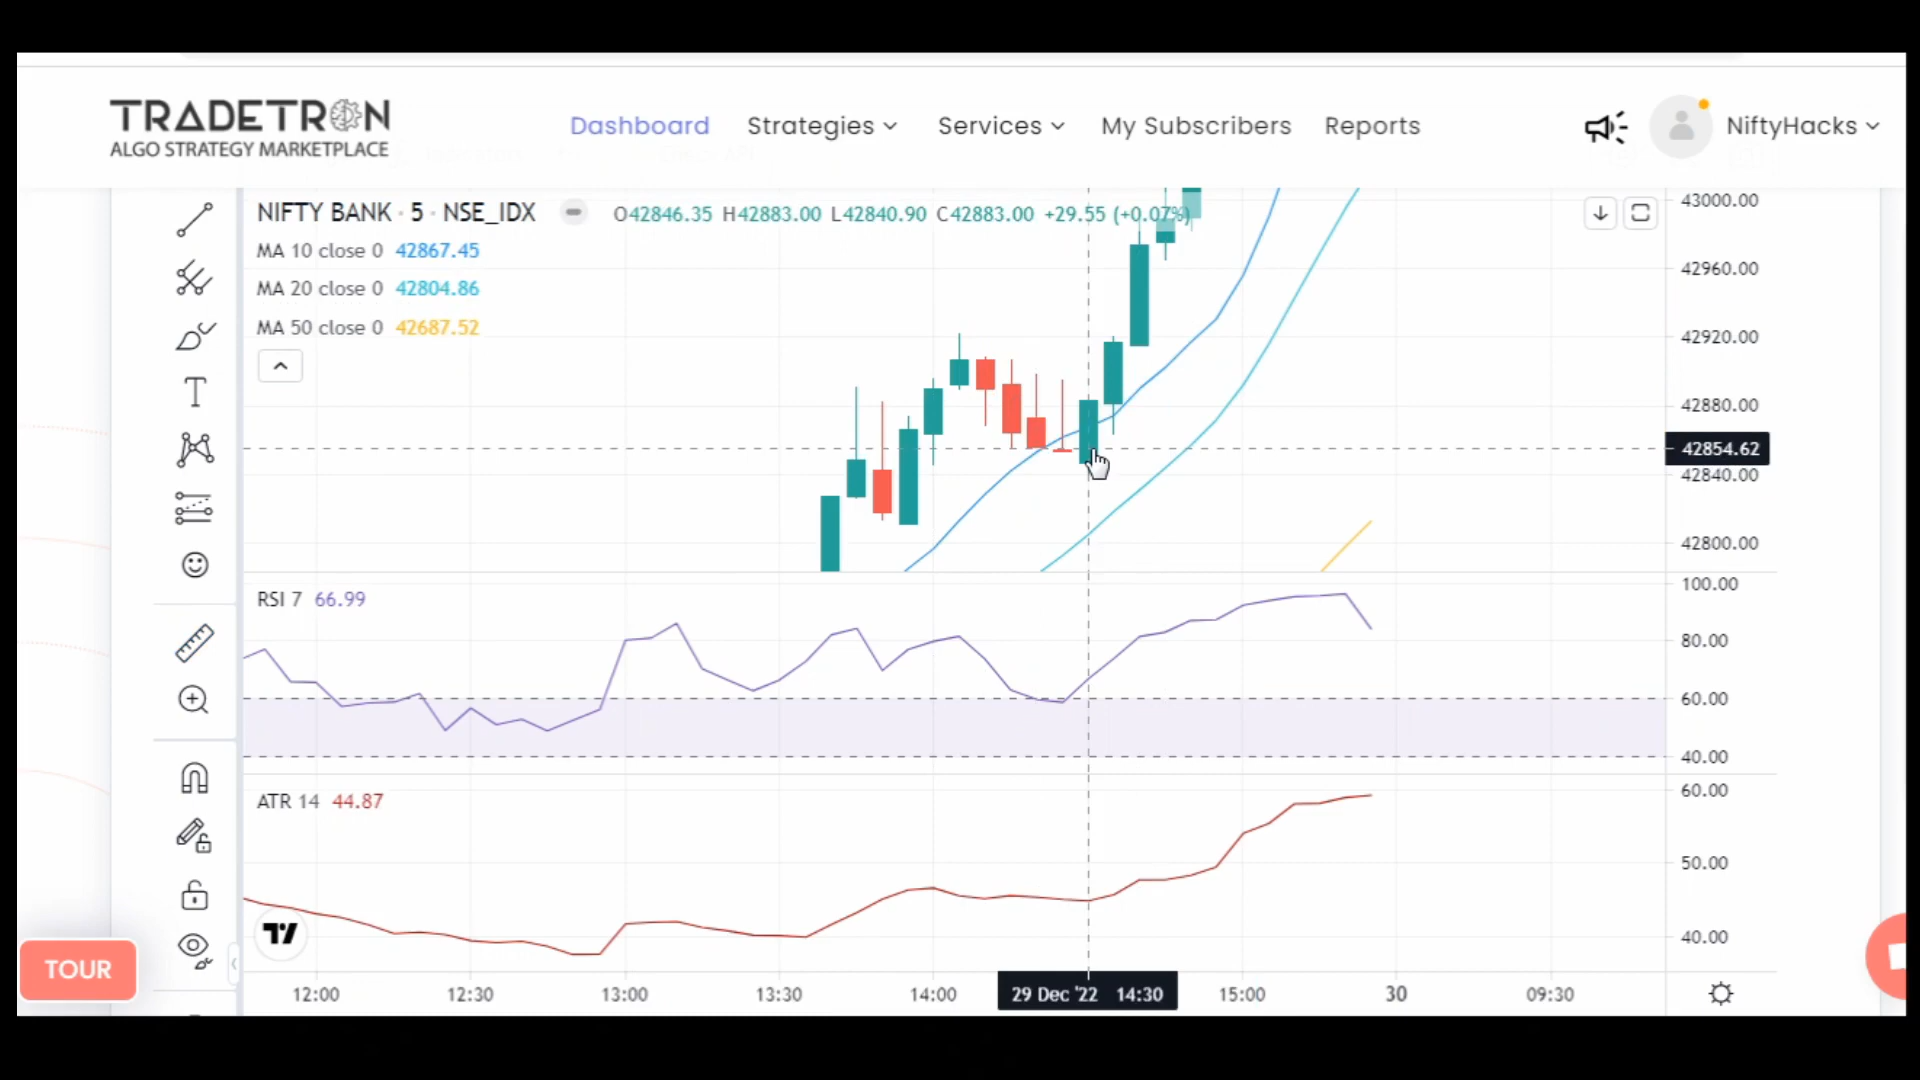 TRADETRON
ALGO STRATEGY MARKETPLACE
Dashboard Strategies Services My Subscribers Reports NiftyHacks
NIFTY BANK · 5 · NSE_IDX O42846.35 H42883.00 L42840.90 C42883.00 +29.55 (+0.07%)
MA 10 close 0 42867.45
MA 20 close 0 42804.86
MA 50 close 0 42687.52
43000.00
42960.00
42920.00
42880.00
42854.62
42840.00
42800.00
RSI 7 66.99
100.00
80.00
60.00
40.00
ATR 14 44.87
60.00
50.00
40.00
TOUR
12:00 12:30 13:00 13:30 14:00 29 Dec '22 14:30 15:00 30 09:30